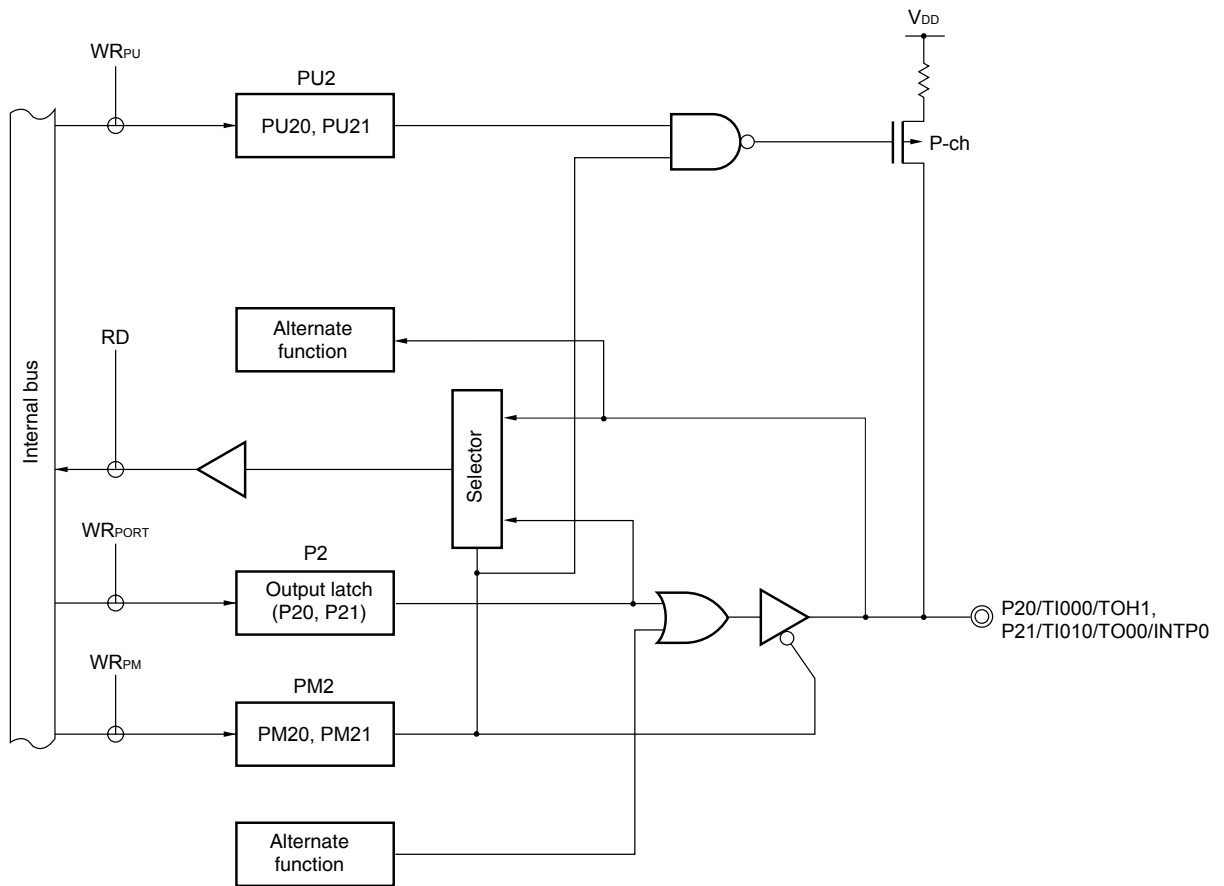 VDD
WRPU
PU2
PU20, PU21
P-ch
Alternate
function
RD
Internal bus
Selector
WRPORT
P2
Output latch
(P20, P21)
P20/TI000/TOH1,
P21/TI010/TO00/INTP0
WRPM
PM2
PM20, PM21
Alternate
function